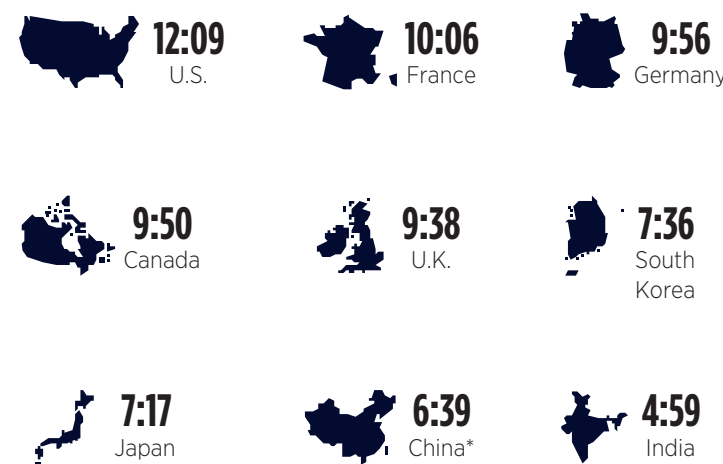 12:09
U.S.
10:06
France
9:56
Germany
9:50
Canada
9:38
U.K.
7:36
South
Korea
7:17
Japan
6:39
China*
4:59
India